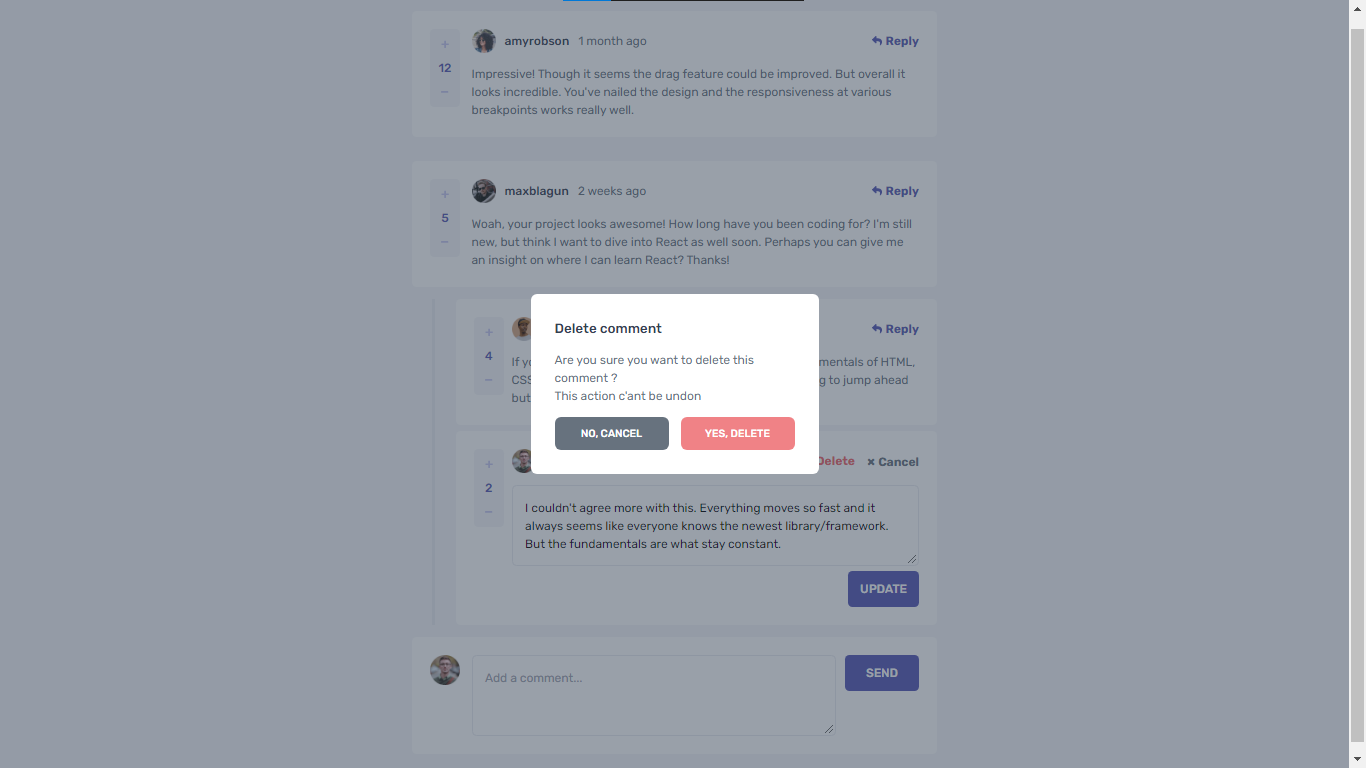 amyrobson 1 month ago Reply
+
12
−
Impressive! Though it seems the drag feature could be improved. But overall it
looks incredible. You've nailed the design and the responsiveness at various
breakpoints works really well.
maxblagun 2 weeks ago Reply
+
5
−
Woah, your project looks awesome! How long have you been coding for? I'm still
new, but think I want to dive into React as well soon. Perhaps you can give me
an insight on where I can learn React? Thanks!
Reply
+
4
−
If mentals of HTML,
to jump ahead
but
Delete comment
Are you sure you want to delete this
comment ?
This action c'ant be undon
NO, CANCEL YES, DELETE
Delete Cancel
+
2
−
I couldn't agree more with this. Everything moves so fast and it
always seems like everyone knows the newest library/framework.
But the fundamentals are what stay constant.
UPDATE
Add a comment...
SEND